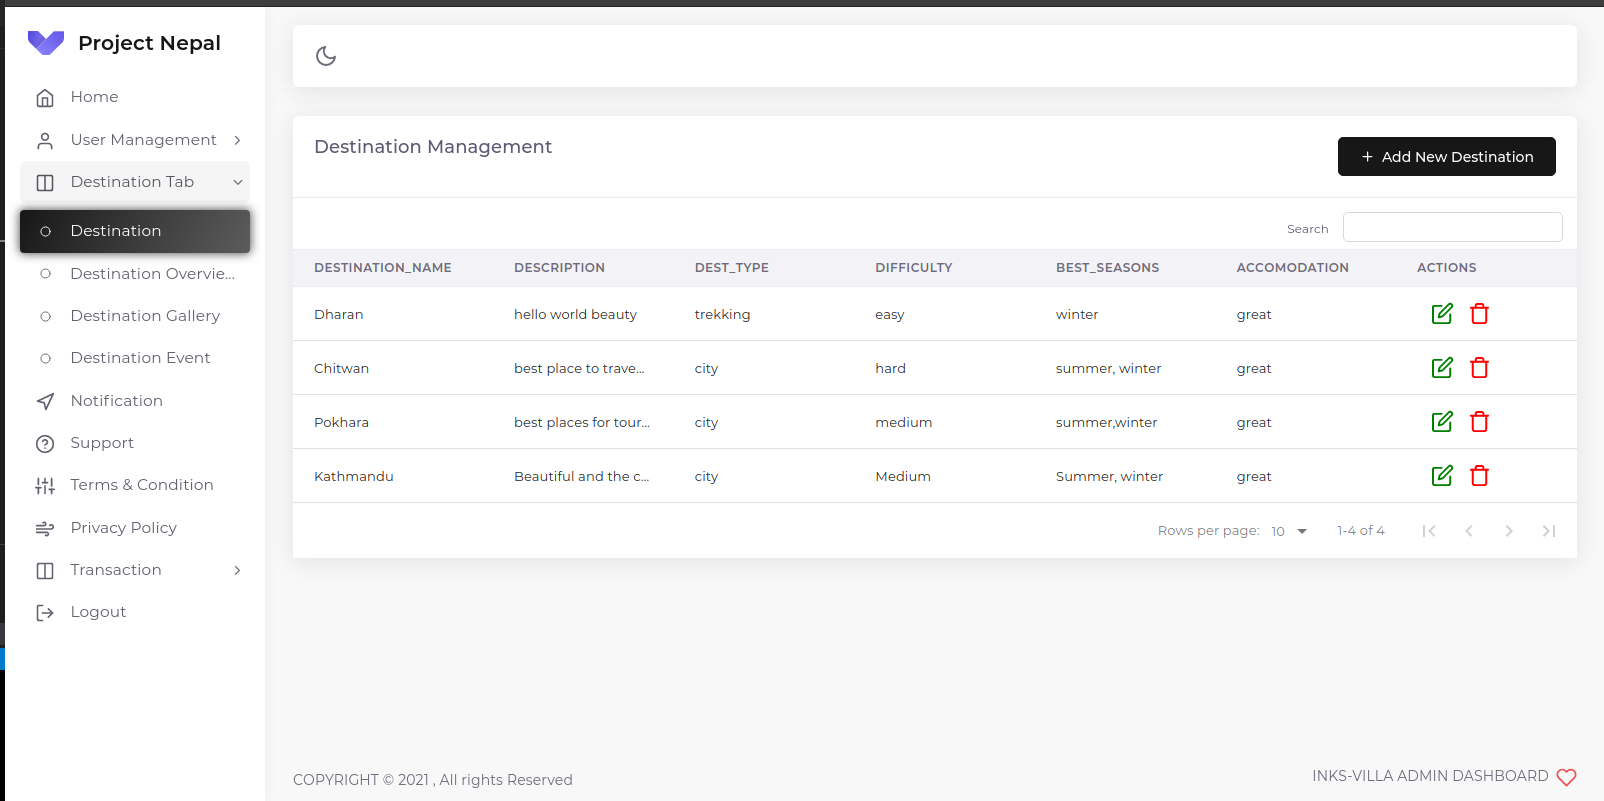 Project Nepal
Home
User Management
Destination Tab
Destination
Destination Overvie...
Destination Gallery
Destination Event
Notification
Support
Terms & Condition
Privacy Policy
Transaction
Logout
Destination Management
+ Add New Destination
Search
DESTINATION_NAME DESCRIPTION DEST_TYPE DIFFICULTY BEST_SEASONS ACCOMODATION ACTIONS
Dharan hello world beauty trekking easy winter great
Chitwan best place to trave... city hard summer, winter great
Pokhara best places for tour... city medium summer,winter great
Kathmandu Beautiful and the c... city Medium Summer, winter great
Rows per page: 10 1-4 of 4
COPYRIGHT © 2021 , All rights Reserved
INKS-VILLA ADMIN DASHBOARD